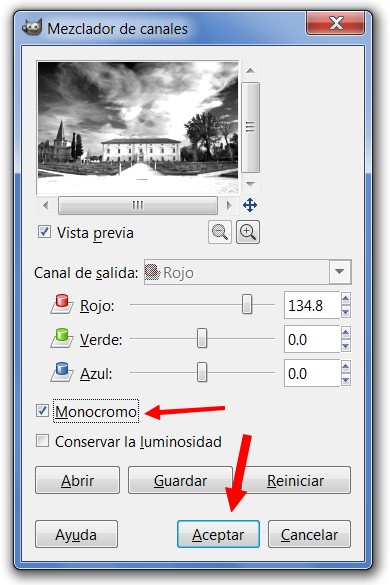 Mezclador de canales
Vista previa
Canal de salida: Rojo
Rojo: 134.8
Verde: 0.0
Azul: 0.0
Monocromo
Conservar la luminosidad
Abrir Guardar Reiniciar
Ayuda Aceptar Cancelar